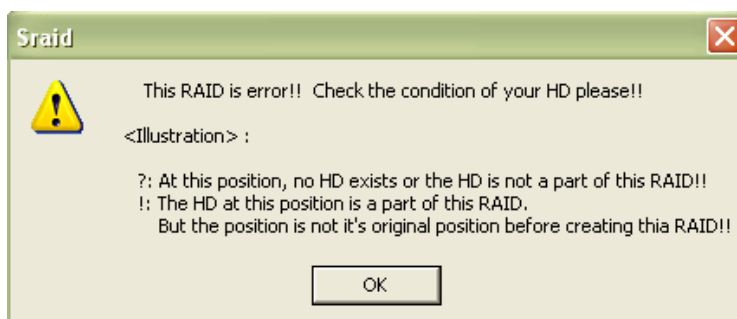 Sraid
This RAID is error!! Check the condition of your HD please!!
<Illustration> :
?: At this position, no HD exists or the HD is not a part of this RAID!!
!: The HD at this position is a part of this RAID.
But the position is not it's original position before creating thia RAID!!
OK